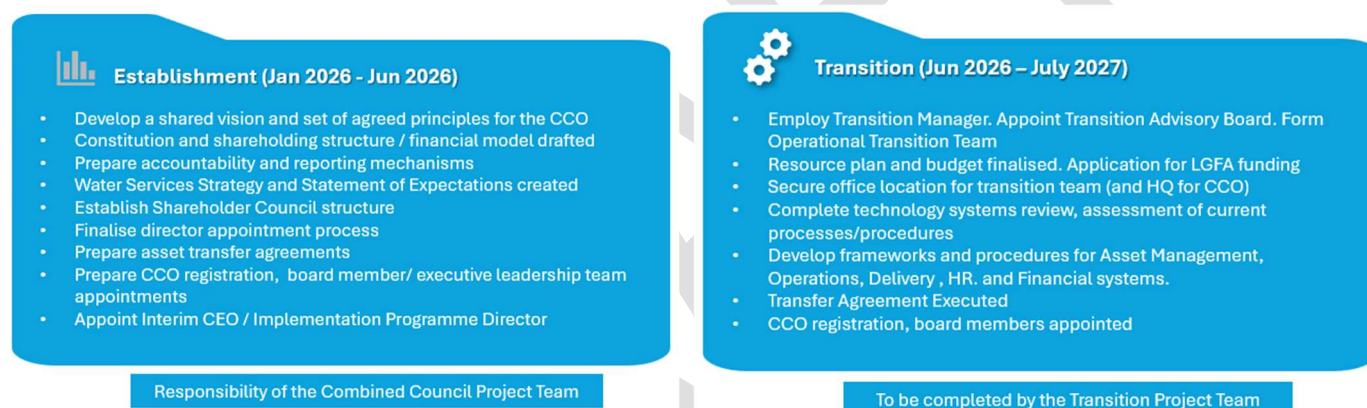 Establishment (Jan 2026 - Jun 2026)
• Develop a shared vision and set of agreed principles for the CCO
• Constitution and shareholding structure / financial model drafted
• Prepare accountability and reporting mechanisms
• Water Services Strategy and Statement of Expectations created
• Establish Shareholder Council structure
• Finalise director appointment process
• Prepare asset transfer agreements
• Prepare CCO registration, board member/ executive leadership team
appointments
• Appoint Interim CEO / Implementation Programme Director
Responsibility of the Combined Council Project Team
Transition (Jun 2026 – July 2027)
• Employ Transition Manager. Appoint Transition Advisory Board. Form
Operational Transition Team
• Resource plan and budget finalised. Application for LGFA funding
• Secure office location for transition team (and HQ for CCO)
• Complete technology systems review, assessment of current
processes/procedures
• Develop frameworks and procedures for Asset Management,
Operations, Delivery , HR. and Financial systems.
• Transfer Agreement Executed
• CCO registration, board members appointed
To be completed by the Transition Project Team